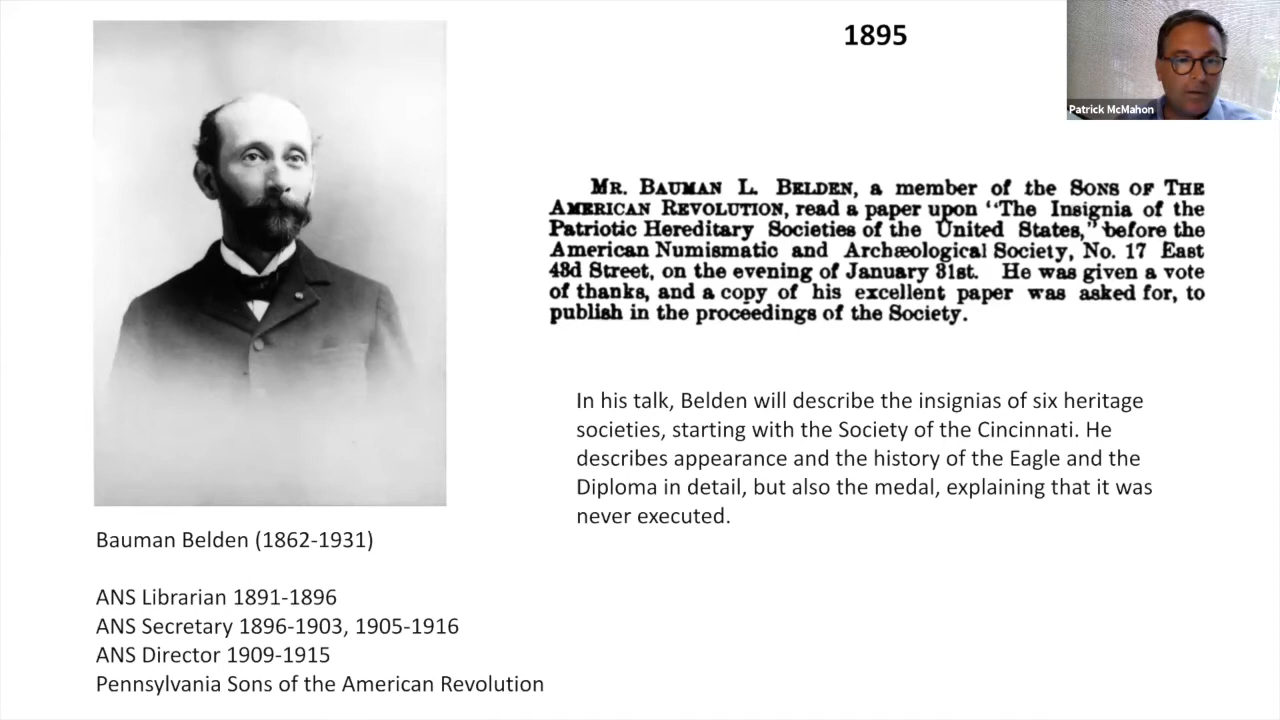 1895
Patrick McMahon
MR. BAUMAN L. BELDEN, a member of the SONS OF THE
AMERICAN REVOLUTION, read a paper upon "The Insignia of the
Patriotic Hereditary Societies of the United States," before the
American Numismatic and Archæological Society, No. 17 East
43d Street, on the evening of January 31st. He was given a vote
of thanks, and a copy of his excellent paper was asked for, to
publish in the proceedings of the Society.
In his talk, Belden will describe the insignias of six heritage
societies, starting with the Society of the Cincinnati. He
describes appearance and the history of the Eagle and the
Diploma in detail, but also the medal, explaining that it was
never executed.
Bauman Belden (1862-1931)
ANS Librarian 1891-1896
ANS Secretary 1896-1903, 1905-1916
ANS Director 1909-1915
Pennsylvania Sons of the American Revolution